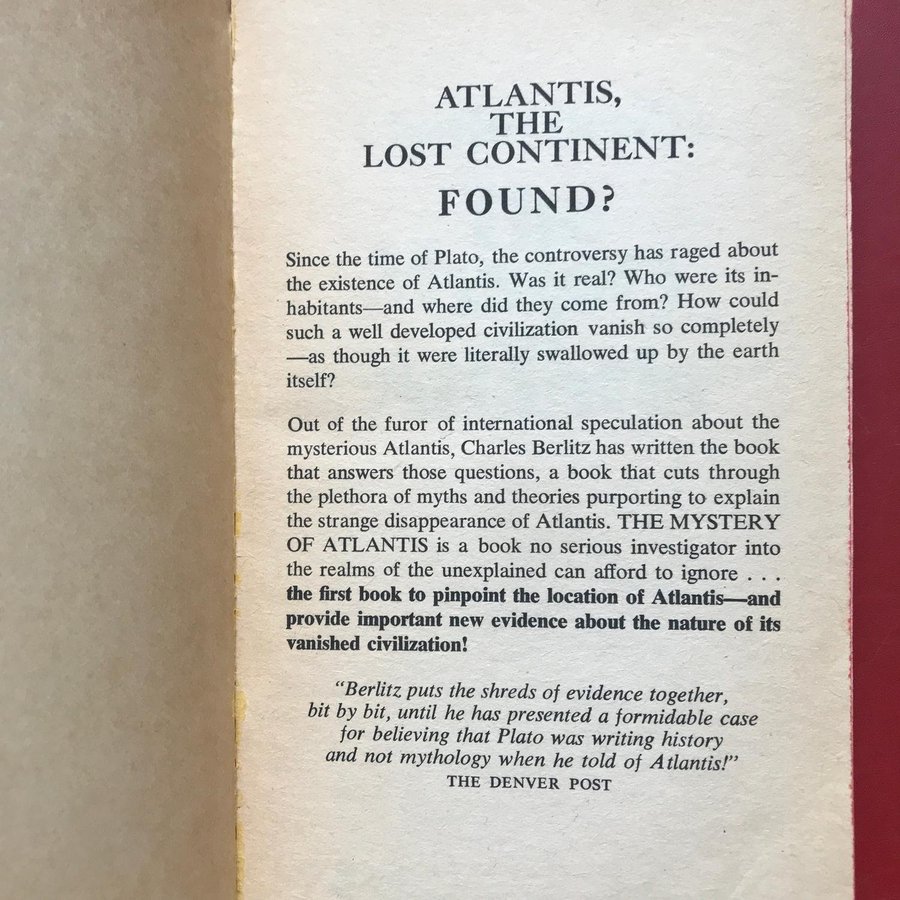 ATLANTIS,
THE
LOST CONTINENT:
FOUND?
Since the time of Plato, the controversy has raged about
the existence of Atlantis. Was it real? Who were its in-
habitants—and where did they come from? How could
such a well developed civilization vanish so completely
—as though it were literally swallowed up by the earth
itself?
Out of the furor of international speculation about the
mysterious Atlantis, Charles Berlitz has written the book
that answers those questions, a book that cuts through
the plethora of myths and theories purporting to explain
the strange disappearance of Atlantis. THE MYSTERY
OF ATLANTIS is a book no serious investigator into
the realms of the unexplained can afford to ignore . . .
the first book to pinpoint the location of Atlantis—and
provide important new evidence about the nature of its
vanished civilization!
“Berlitz puts the shreds of evidence together,
bit by bit, until he has presented a formidable case
for believing that Plato was writing history
and not mythology when he told of Atlantis!”
THE DENVER POST